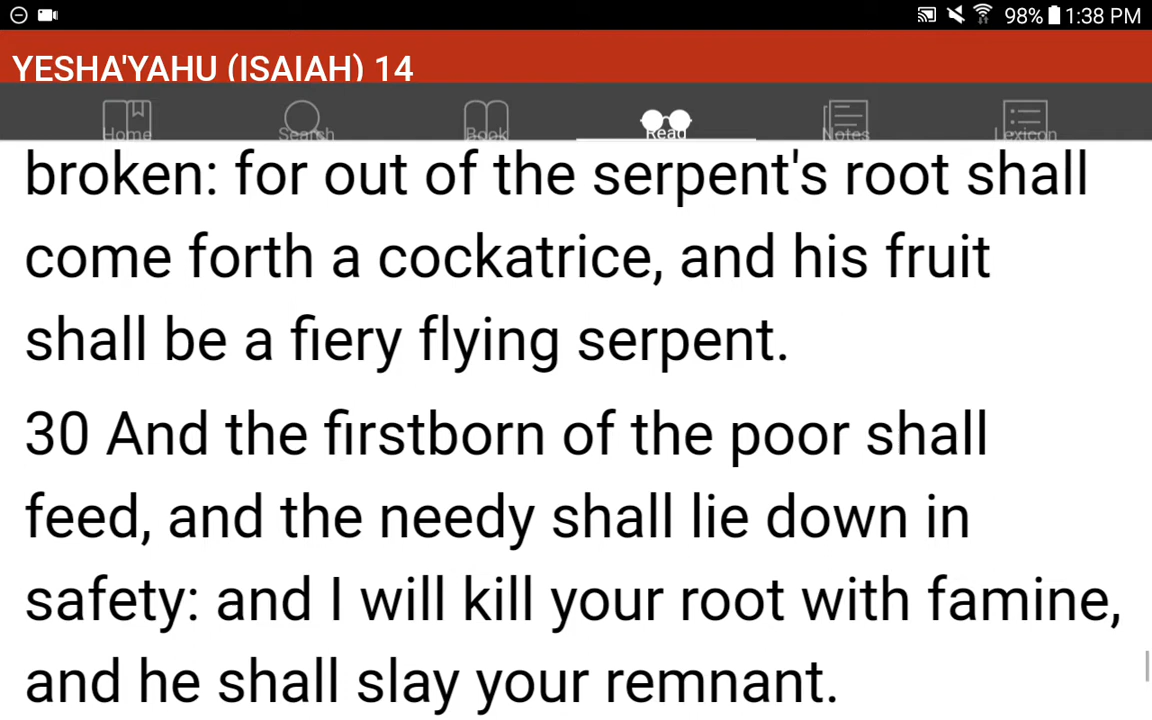 98% 1:38 PM
YESHA'YAHU (ISAIAH) 14
Home Search Book Read Notes Lexicon
broken: for out of the serpent's root shall
come forth a cockatrice, and his fruit
shall be a fiery flying serpent.
30 And the firstborn of the poor shall
feed, and the needy shall lie down in
safety: and I will kill your root with famine,
and he shall slay your remnant.